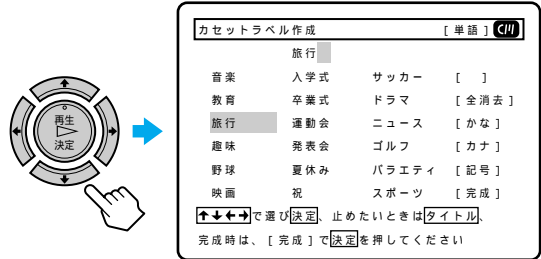 カセットラベル作成 [単語] CM
旅行
音楽 入学式 サッカー [ ]
教育 卒業式 ドラマ [全消去]
旅行 運動会 ニュース [かな]
趣味 発表会 ゴルフ [カナ]
野球 夏休み バラエティ [記号]
映画 祝 スポーツ [完成]
↑↓←→で選び決定、止めたいときはタイトル、
完成時は、[完成]で決定を押してください
再生
決定